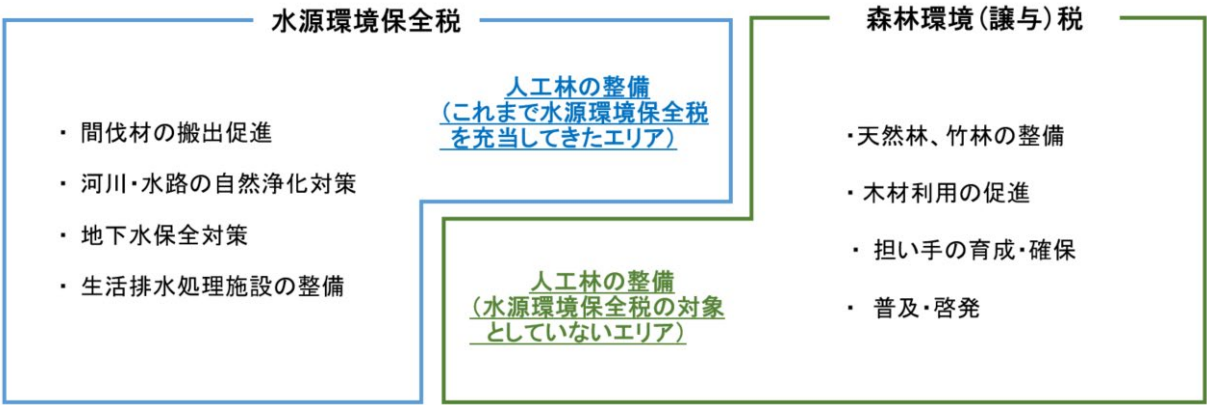 水源環境保全税
人工林の整備
（これまで水源環境保全税
を充当してきたエリア）
・ 間伐材の搬出促進
・ 河川・水路の自然浄化対策
・ 地下水保全対策
・ 生活排水処理施設の整備
森林環境（譲与）税
・天然林、竹林の整備
・木材利用の促進
・ 担い手の育成・確保
・ 普及・啓発
人工林の整備
（水源環境保全税の対象
としていないエリア）